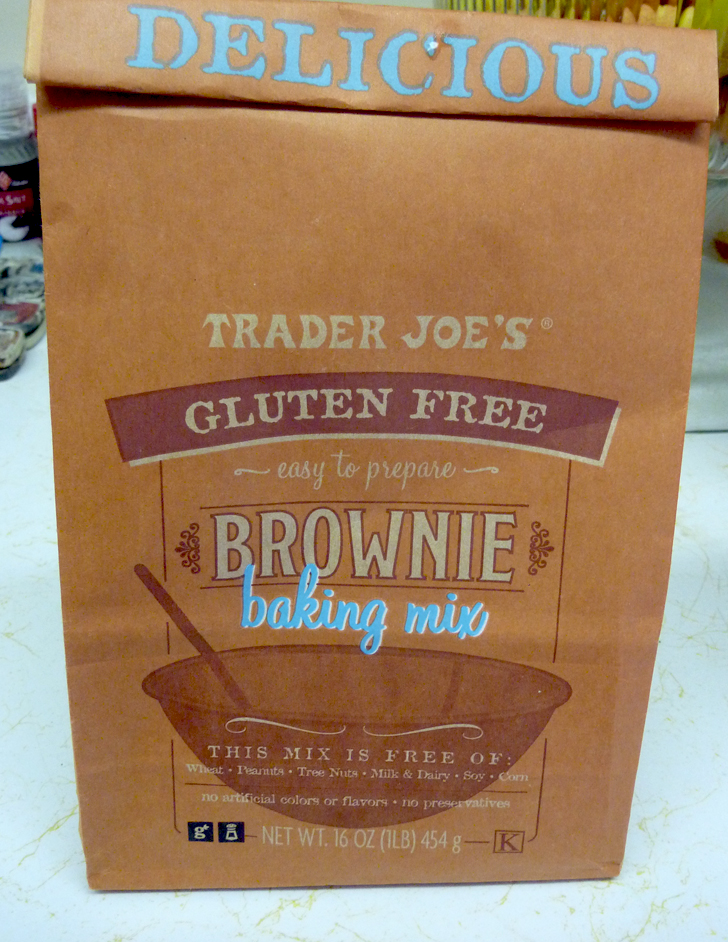 DELICIOUS
TRADER JOE'S®
GLUTEN FREE
easy to prepare
BROWNIE
baking mix
THIS MIX IS FREE OF:
Wheat • Peanuts • Tree Nuts • Milk & Dairy • Soy • Corn
no artificial colors or flavors • no preservatives
g NET WT. 16 OZ (1LB) 454 g K